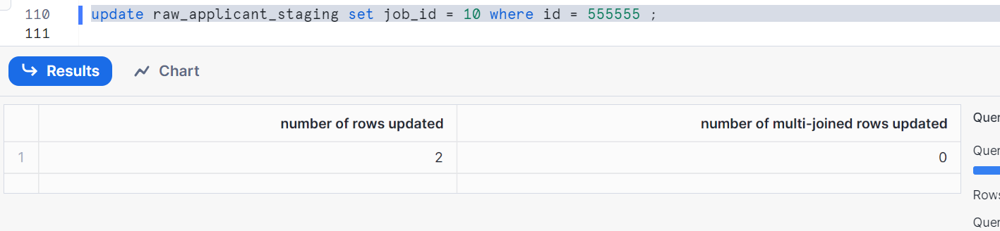 110 update raw_applicant_staging set job_id = 10 where id = 555555 ;
111
Results Chart
number of rows updated number of multi-joined rows updated
1 2 0
Quer
Quer
Rows
Quer